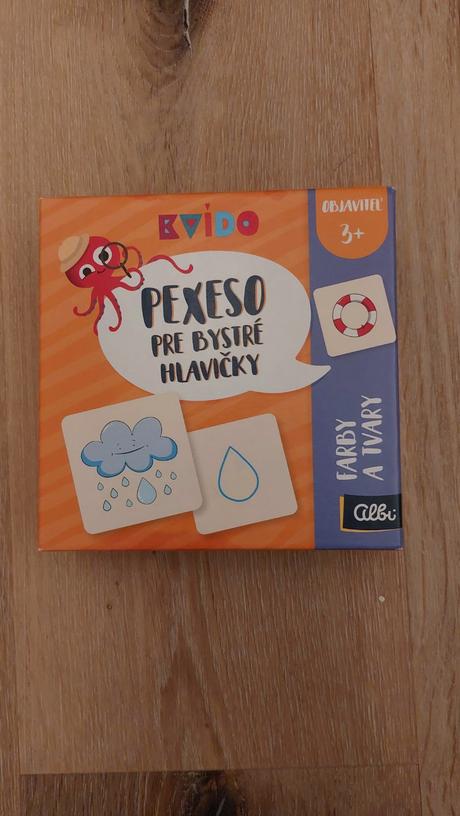 KVÍDO
OBJAVITEĽ
3+
PEXESO
PRE BYSTRÉ
HLAVIČKY
FARBY
A TVARY
albi